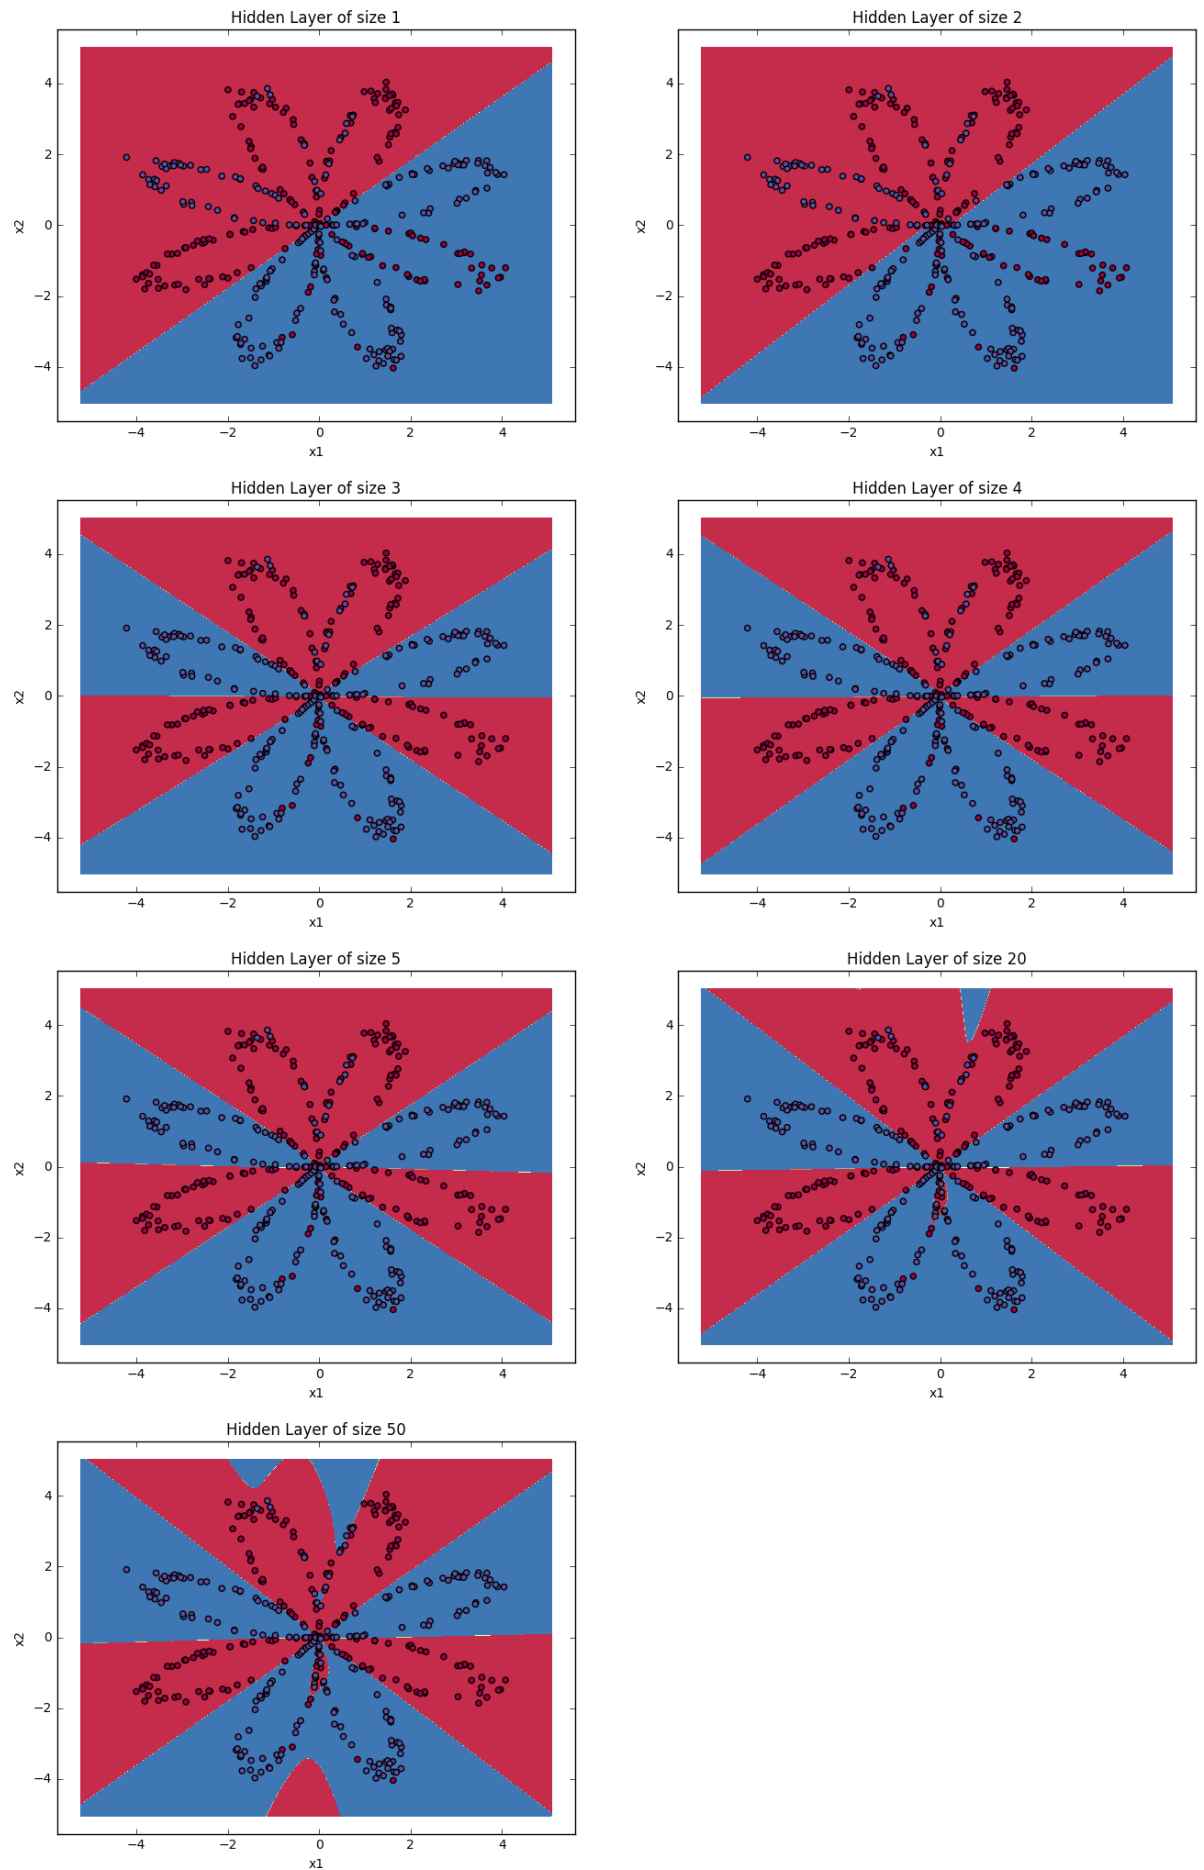 Hidden Layer of size 1
Hidden Layer of size 2
4
2
0
−2
−4
x2
−4 −2 0 2 4
x1
4
2
0
−2
−4
x2
−4 −2 0 2 4
x1
Hidden Layer of size 3
Hidden Layer of size 4
4
2
0
−2
−4
x2
−4 −2 0 2 4
x1
4
2
0
−2
−4
x2
−4 −2 0 2 4
x1
Hidden Layer of size 5
Hidden Layer of size 20
4
2
0
−2
−4
x2
−4 −2 0 2 4
x1
4
2
0
−2
−4
x2
−4 −2 0 2 4
x1
Hidden Layer of size 50
4
2
0
−2
−4
x2
−4 −2 0 2 4
x1